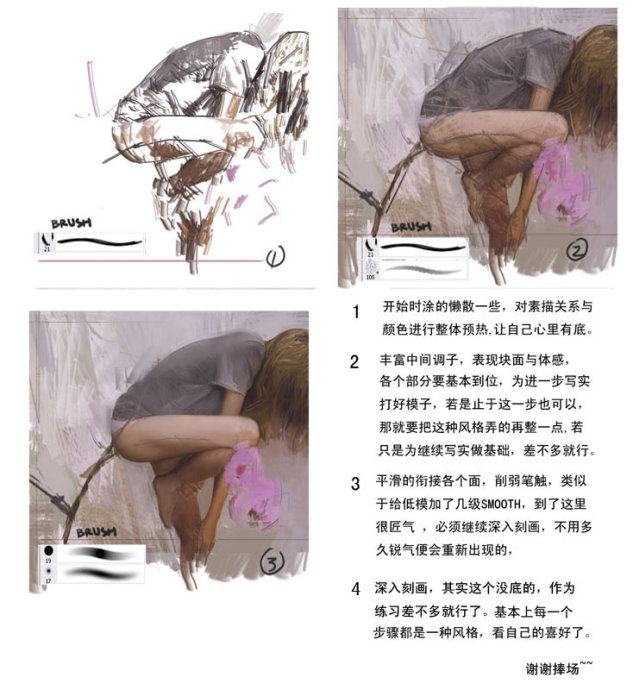 BRUSH
21
1
BRUSH
21
100
2
1 开始时涂的懒散一些，对素描关系与
颜色进行整体预热,让自己心里有底。
2 丰富中间调子，表现块面与体感，
各个部分要基本到位，为进一步写实
打好模子，若是止于这一步也可以，
那就要把这种风格弄的再整一点,若
只是为继续写实做基础，差不多就行。
3 平滑的衔接各个面，削弱笔触，类似
于给低模加了几级SMOOTH，到了这里
很匠气 ，必须继续深入刻画，不用多
久锐气便会重新出现的，
4 深入刻画，其实这个没底的，作为
练习差不多就行了。基本上每一个
步骤都是一种风格，看自己的喜好了。
谢谢捧场~~
BRUSH
19
17
3